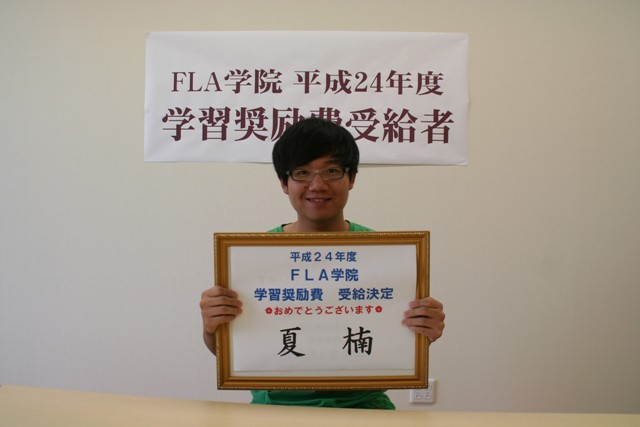 FLA学院 平成24年度
学習奨励費受給者
平成２４年度
ＦＬＡ学院
学習奨励費　受給決定
おめでとうございます
夏　楠